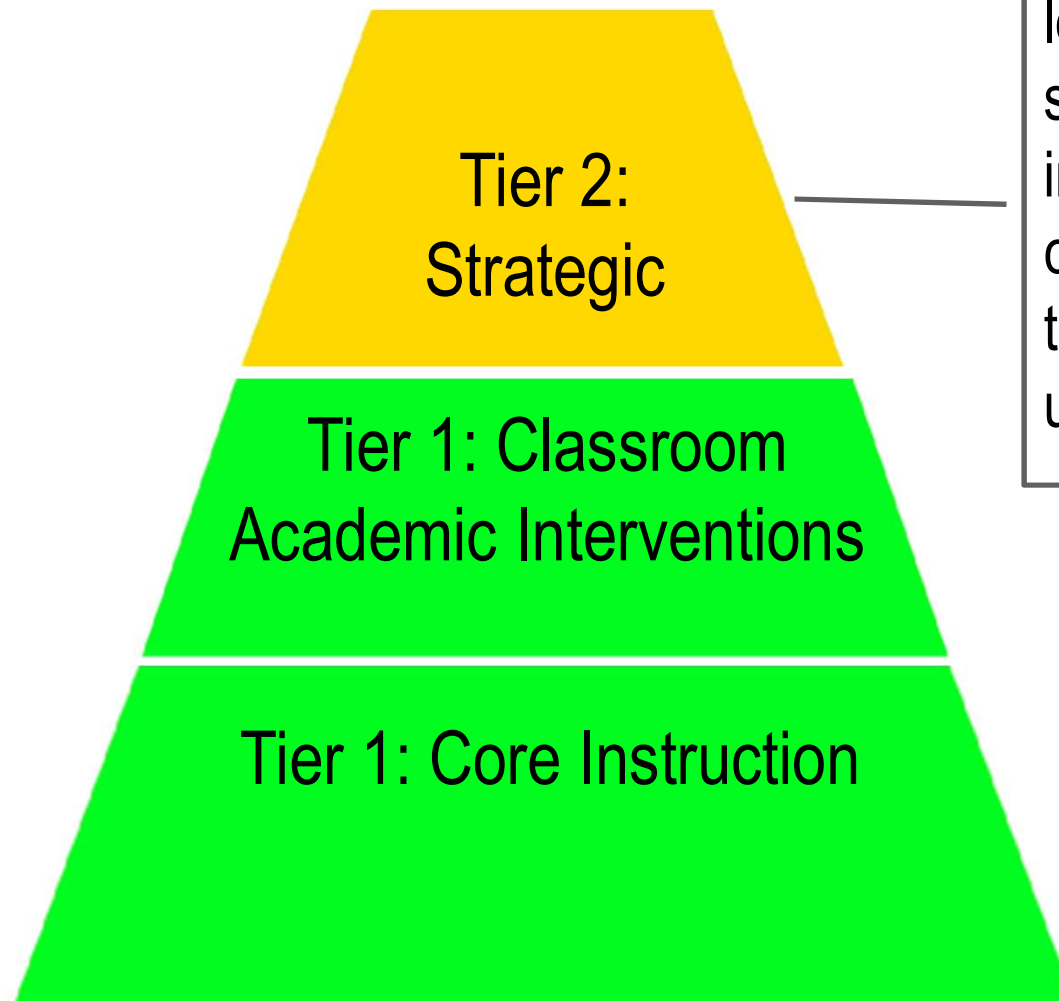 Tier 2:
Strategic
Tier 1: Classroom
Academic Interventions
Tier 1: Core Instruction